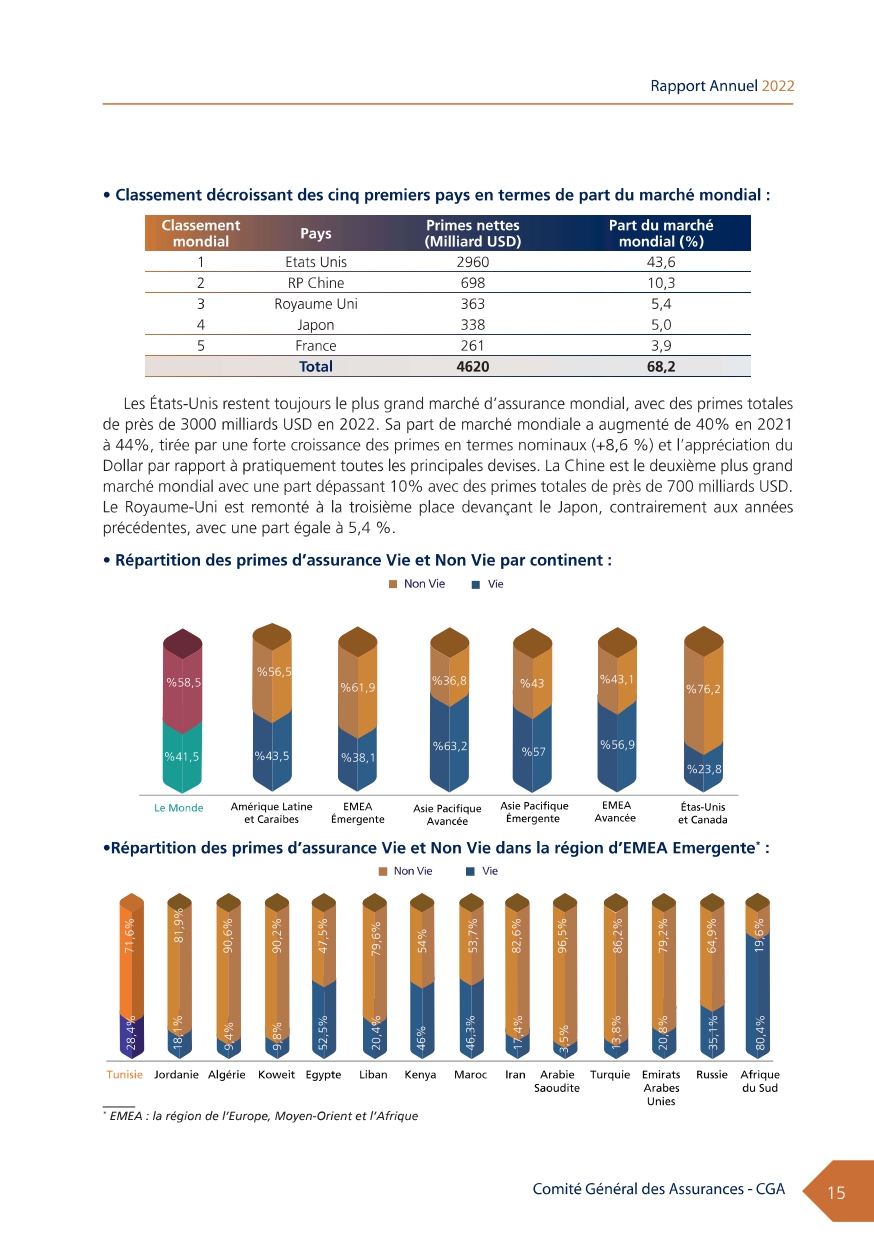 Rapport Annuel 2022
• Classement décroissant des cinq premiers pays en termes de part du marché mondial :
Classement mondial Pays Primes nettes (Milliard USD) Part du marché mondial (%)
1 Etats Unis 2960 43,6
2 RP Chine 698 10,3
3 Royaume Uni 363 5,4
4 Japon 338 5,0
5 France 261 3,9
Total 4620 68,2
Les États-Unis restent toujours le plus grand marché d’assurance mondial, avec des primes totales
de près de 3000 milliards USD en 2022. Sa part de marché mondiale a augmenté de 40% en 2021
à 44%, tirée par une forte croissance des primes en termes nominaux (+8,6 %) et l’appréciation du
Dollar par rapport à pratiquement toutes les principales devises. La Chine est le deuxième plus grand
marché mondial avec une part dépassant 10% avec des primes totales de près de 700 milliards USD.
Le Royaume-Uni est remonté à la troisième place devançant le Japon, contrairement aux années
précédentes, avec une part égale à 5,4 %.
• Répartition des primes d’assurance Vie et Non Vie par continent :
Non Vie Vie
%58,5 %56,5 %61,9 %36,8 %43 %43,1 %76,2
%41,5 %43,5 %38,1 %63,2 %57 %56,9 %23,8
Le Monde Amérique Latine et Caraibes EMEA Émergente Asie Pacifique Avancée Asie Pacifique Émergente EMEA Avancée Étas-Unis et Canada
•Répartition des primes d’assurance Vie et Non Vie dans la région d’EMEA Emergente* :
Non Vie Vie
71,6% 81,9% 90,6% 90,2% 47,5% 79,6% 54% 53,7% 82,6% 96,5% 86,2% 79,2% 64,9% 19,6%
28,4% 18,1% 9,4% 9,8% 52,5% 20,4% 46% 46,3% 17,4% 3,5% 13,8% 20,8% 35,1% 80,4%
Tunisie Jordanie Algérie Koweit Egypte Liban Kenya Maroc Iran Arabie Saoudite Turquie Emirats Arabes Unies Russie Afrique du Sud
* EMEA : la région de l’Europe, Moyen-Orient et l’Afrique
Comité Général des Assurances - CGA
15